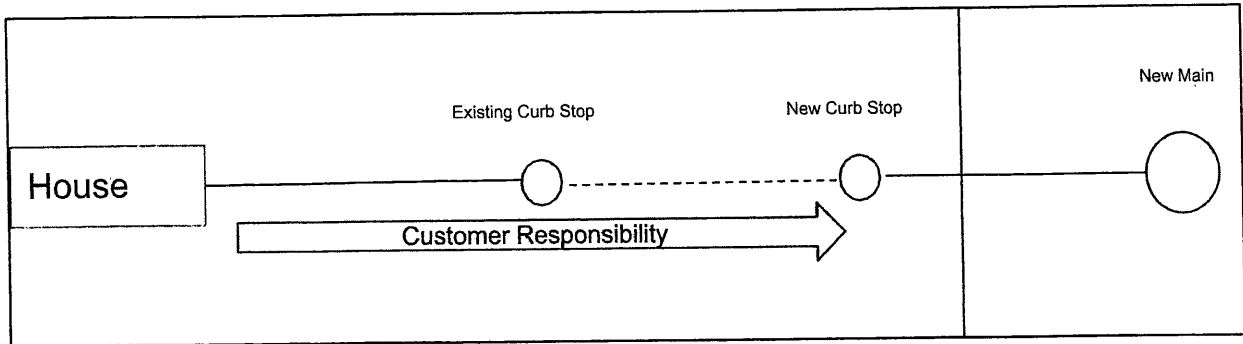 New Main
Existing Curb Stop
New Curb Stop
House
Customer Responsibility